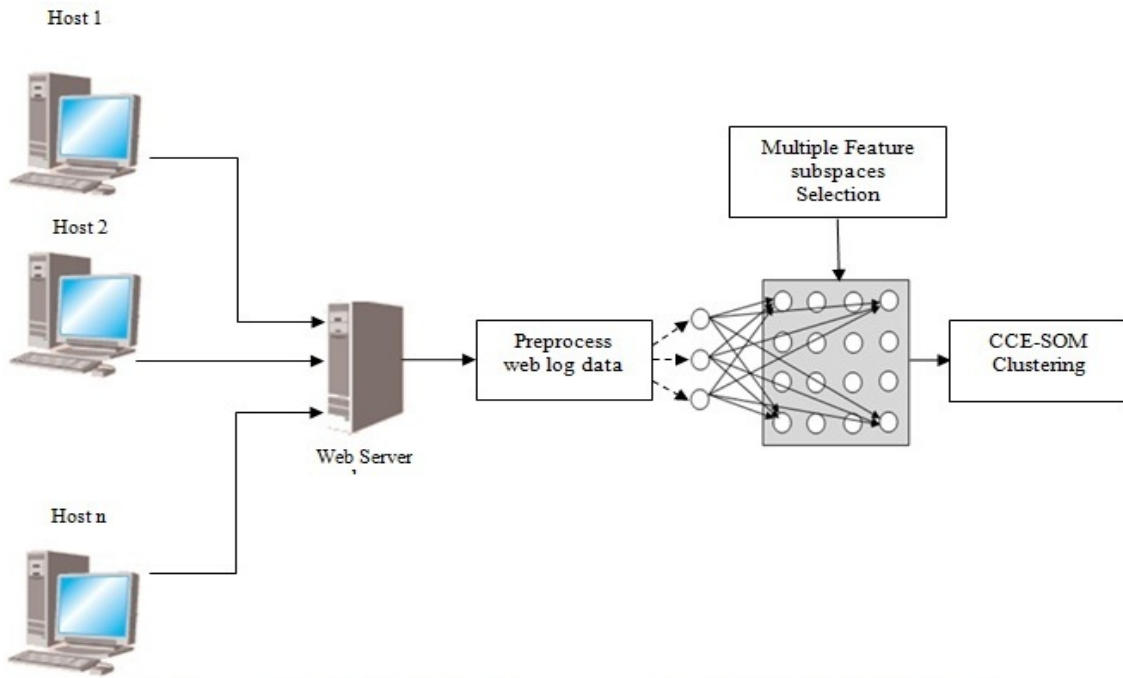 Host 1
Host 2
Host n
Web Server
Preprocess
web log data
Multiple Feature
subspaces
Selection
CCE-SOM
Clustering